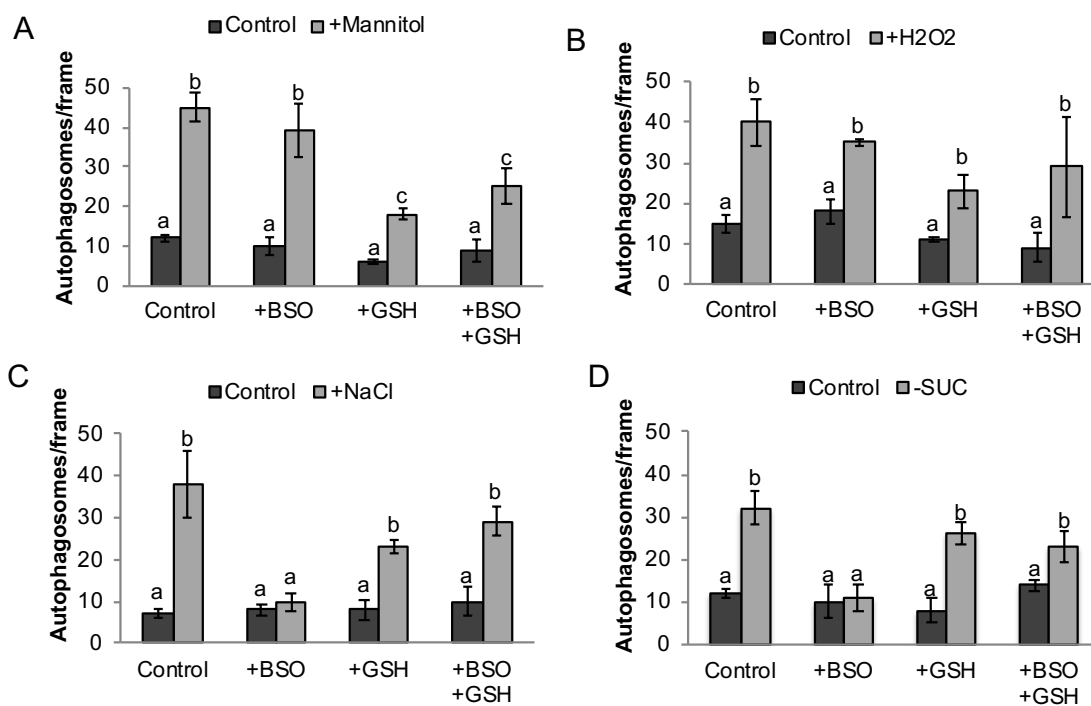 A
Control +Mannitol
Autophagosomes/frame
50
40
30
20
10
0
a b a b a c a c
Control +BSO +GSH +BSO
+GSH
B
Control +H2O2
Autophagosomes/frame
50
40
30
20
10
0
a b a b a b a b
Control +BSO +GSH +BSO
+GSH
C
Control +NaCl
Autophagosomes/frame
50
40
30
20
10
0
a b a a a b a b
Control +BSO +GSH +BSO
+GSH
D
Control -SUC
Autophagosomes/frame
50
40
30
20
10
0
a b a a a b a b
Control +BSO +GSH +BSO
+GSH